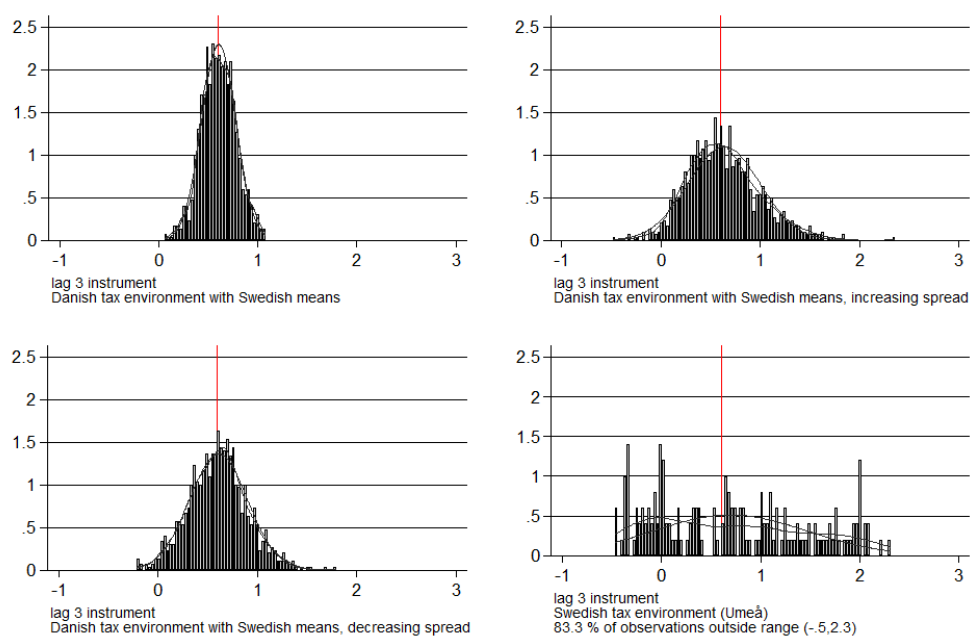 2.5
2
1.5
1
.5
0
-1 0 1 2 3
lag 3 instrument
Danish tax environment with Swedish means
2.5
2
1.5
1
.5
0
-1 0 1 2 3
lag 3 instrument
Danish tax environment with Swedish means, increasing spread
2.5
2
1.5
1
.5
0
-1 0 1 2 3
lag 3 instrument
Danish tax environment with Swedish means, decreasing spread
2.5
2
1.5
1
.5
0
-1 0 1 2 3
lag 3 instrument
Swedish tax environment (Umeå)
83.3 % of observations outside range (-.5,2.3)